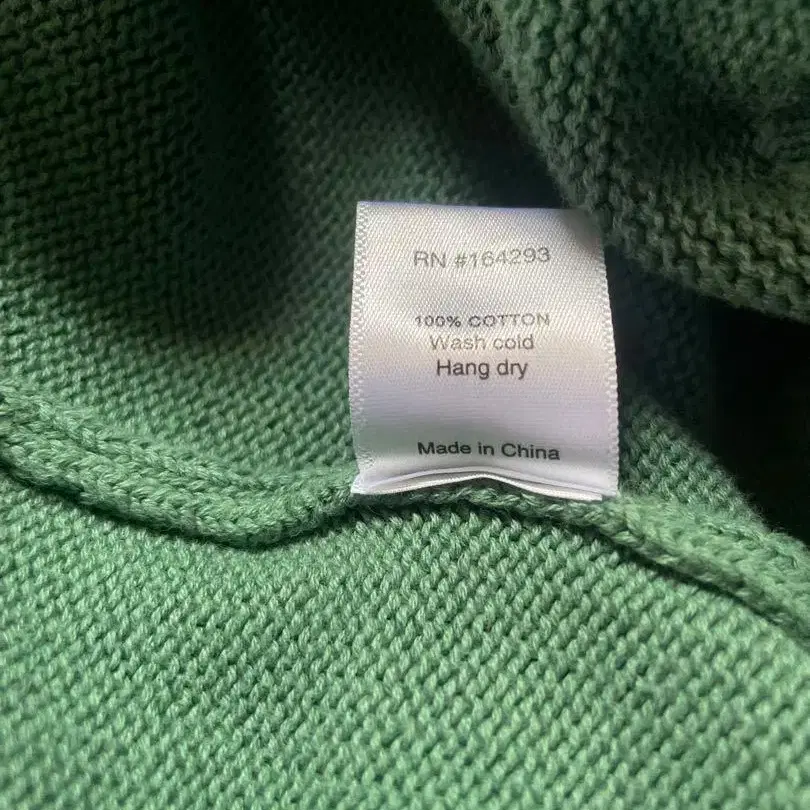 RN #164293
100% COTTON
Wash cold
Hang dry
Made in China